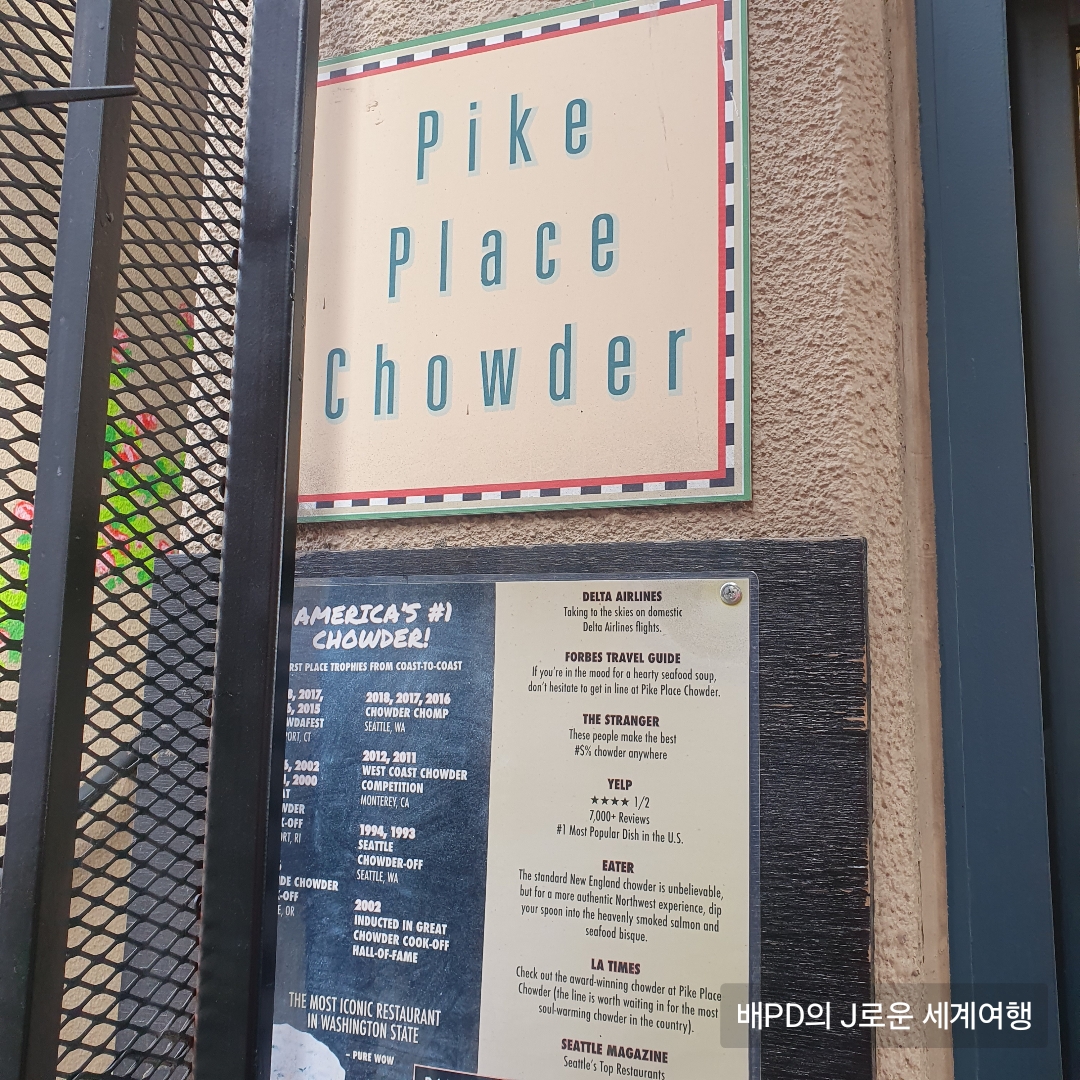 Pike
Place
Chowder
AMERICA'S #1
CHOWDER!
PLACE TROPHIES FROM COAST-TO-COAST
2017,
2015
CT
2002
2000
RI
CHOWDER
OR
2018, 2017, 2016
CHOWDER CHOMP
SEATTLE, WA
2012, 2011
WEST COAST CHOWDER
COMPETITION
MONTEREY, CA
1994, 1993
SEATTLE
CHOWDER-OFF
SEATTLE, WA
2002
INDUCTED IN GREAT
CHOWDER COOK-OFF
HALL-OF-FAME
THE MOST ICONIC RESTAURANT
IN WASHINGTON STATE
- PURE WOW
DELTA AIRLINES
Taking to the skies on domestic
Delta Airlines flights.
FORBES TRAVEL GUIDE
If you're in the mood for a hearty seafood soup,
don't hesitate to get in line at Pike Place Chowder.
THE STRANGER
These people make the best
#$% chowder anywhere
YELP
★★★★ 1/2
7,000+ Reviews
#1 Most Popular Dish in the U.S.
EATER
The standard New England chowder is unbelievable,
but for a more authentic Northwest experience, dip
your spoon into the heavenly smoked salmon and
seafood bisque.
LA TIMES
Check out the award-winning chowder at Pike Place
Chowder (the line is worth waiting in for the most
soul-warming chowder in the country).
SEATTLE MAGAZINE
Seattle's Top Restaurants
배PD의 J로운 세계여행